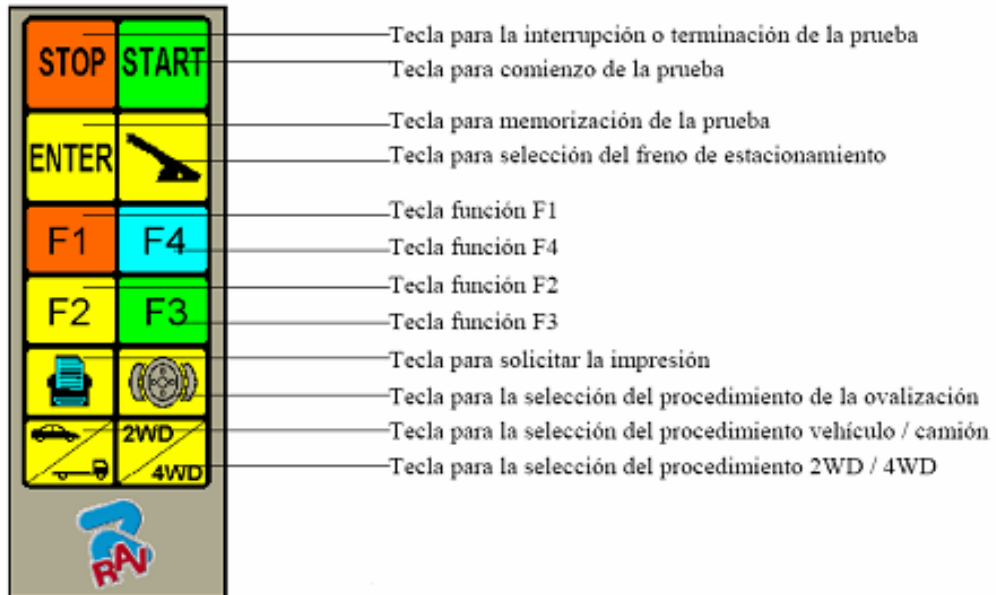 STOP START
Tecla para la interrupción o terminación de la prueba
Tecla para comienzo de la prueba
ENTER
Tecla para memorización de la prueba
Tecla para selección del freno de estacionamiento
F1 F4
Tecla función F1
Tecla función F4
F2 F3
Tecla función F2
Tecla función F3
Tecla para solicitar la impresión
Tecla para la selección del procedimiento de la ovalización
2WD
4WD
Tecla para la selección del procedimiento vehículo / camión
Tecla para la selección del procedimiento 2WD / 4WD
RAV